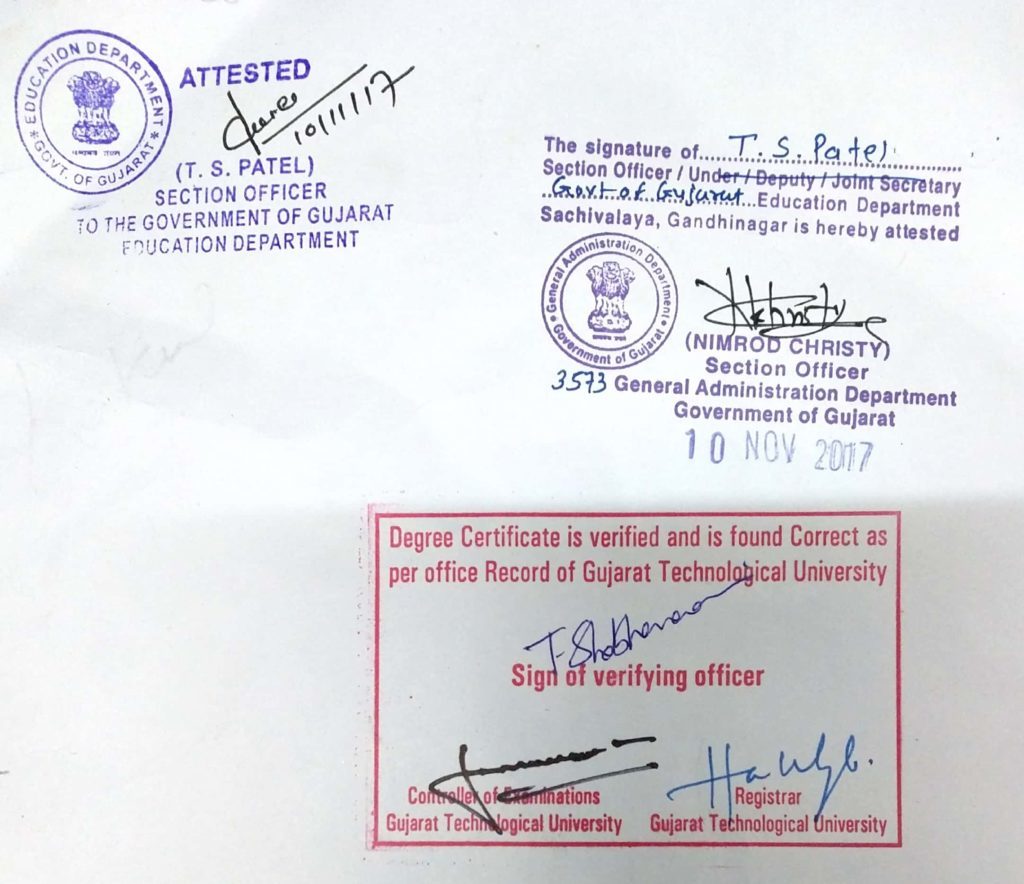 EDUCATION DEPARTMENT
GOVT. OF GUJARAT
ATTESTED
10/11/17
(T. S. PATEL)
SECTION OFFICER
TO THE GOVERNMENT OF GUJARAT
EDUCATION DEPARTMENT
The signature of T. S. Patel
Section Officer / Under / Deputy / Joint Secretary
Govt of Gujarat Education Department
Sachivalaya, Gandhinagar is hereby attested
General Administration Department
Government of Gujarat
(NIMROD CHRISTY)
Section Officer
3573 General Administration Department
Government of Gujarat
10 NOV 2017
Degree Certificate is verified and is found Correct as
per office Record of Gujarat Technological University
Sign of verifying officer
Controller of Examinations
Gujarat Technological University
Registrar
Gujarat Technological University